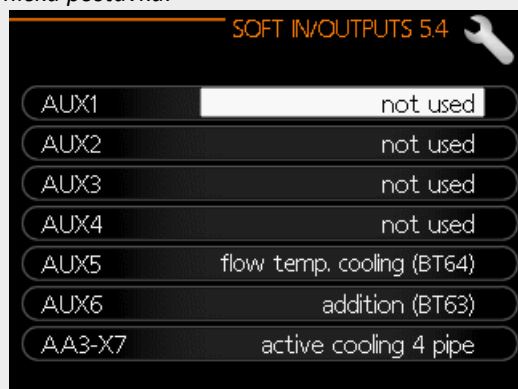 SOFT IN/OUTPUTS 5.4
AUX1 not used
AUX2 not used
AUX3 not used
AUX4 not used
AUX5 flow temp. cooling (BT64)
AUX6 addition (BT63)
AA3-X7 active cooling 4 pipe